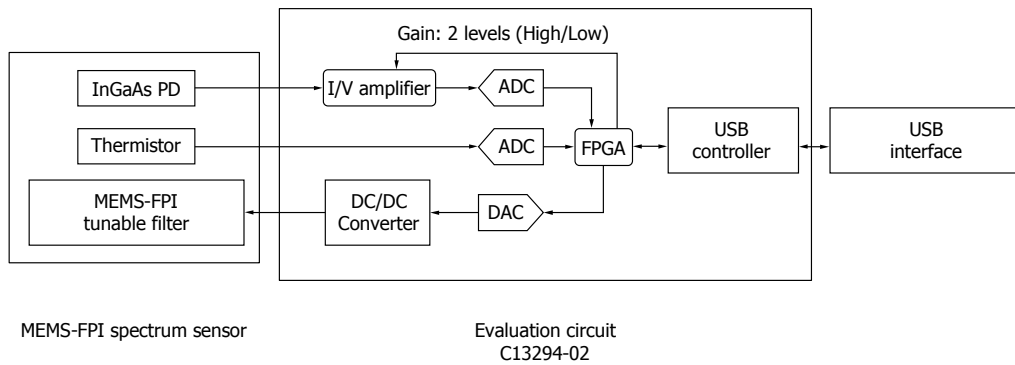 Gain: 2 levels (High/Low)
InGaAs PD
I/V amplifier
ADC
Thermistor
ADC
FPGA
USB
controller
USB
interface
MEMS-FPI
tunable filter
DC/DC
Converter
DAC
MEMS-FPI spectrum sensor
Evaluation circuit
C13294-02